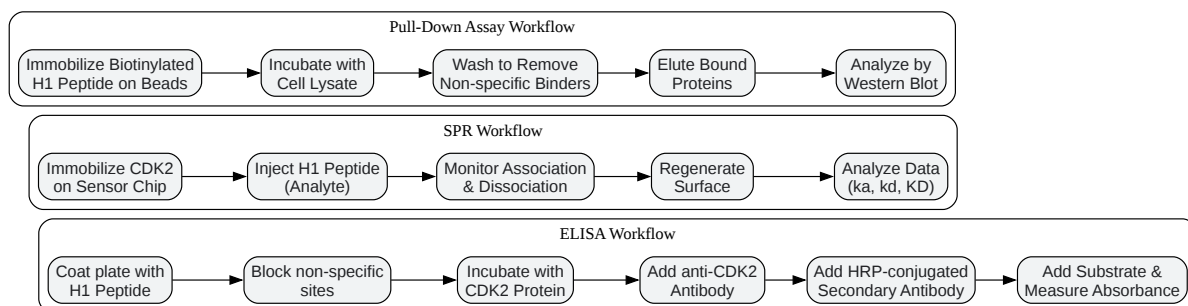 Pull-Down Assay Workflow
Immobilize Biotinylated
H1 Peptide on Beads
Incubate with
Cell Lysate
Wash to Remove
Non-specific Binders
Elute Bound
Proteins
Analyze by
Western Blot
SPR Workflow
Immobilize CDK2
on Sensor Chip
Inject H1 Peptide
(Analyte)
Monitor Association
& Dissociation
Regenerate
Surface
Analyze Data
(ka, kd, KD)
ELISA Workflow
Coat plate with
H1 Peptide
Block non-specific
sites
Incubate with
CDK2 Protein
Add anti-CDK2
Antibody
Add HRP-conjugated
Secondary Antibody
Add Substrate &
Measure Absorbance